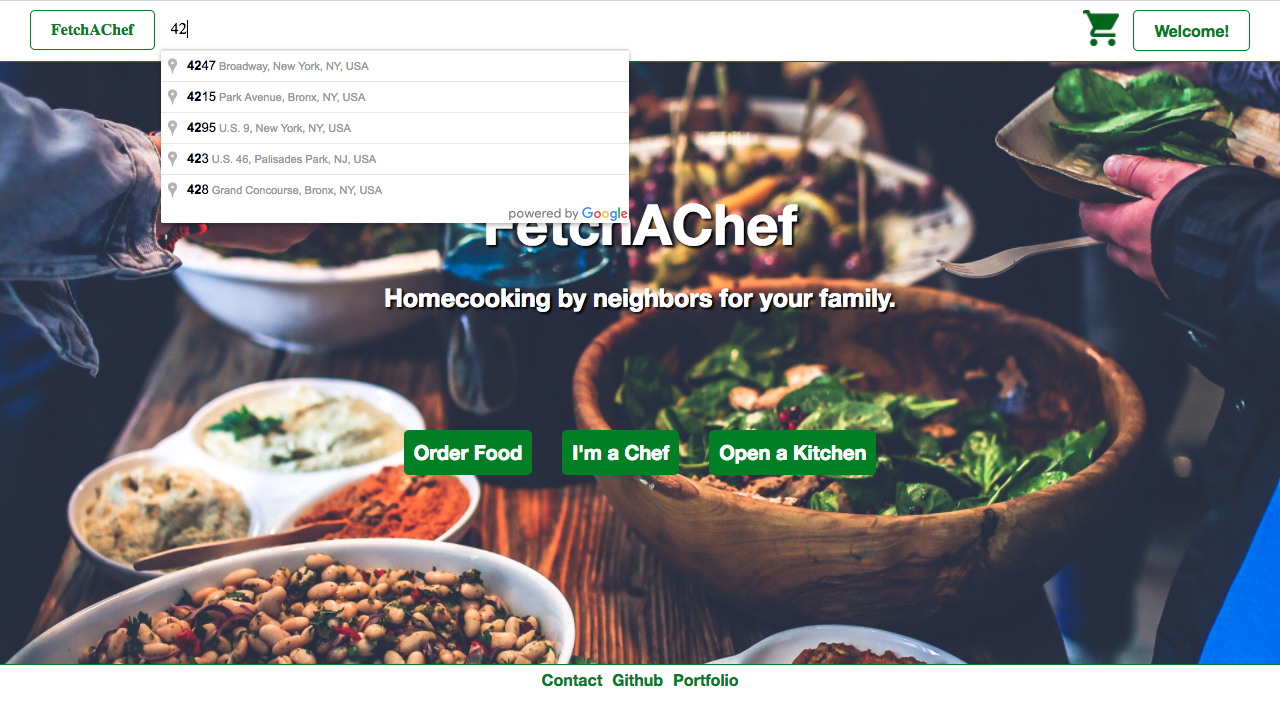 FetchAChef 42 Welcome!
4247 Broadway, New York, NY, USA
4215 Park Avenue, Bronx, NY, USA
4295 U.S. 9, New York, NY, USA
423 U.S. 46, Palisades Park, NJ, USA
428 Grand Concourse, Bronx, NY, USA
powered by Google
FetchAChef
Homecooking by neighbors for your family.
Order Food I'm a Chef Open a Kitchen
Contact Github Portfolio